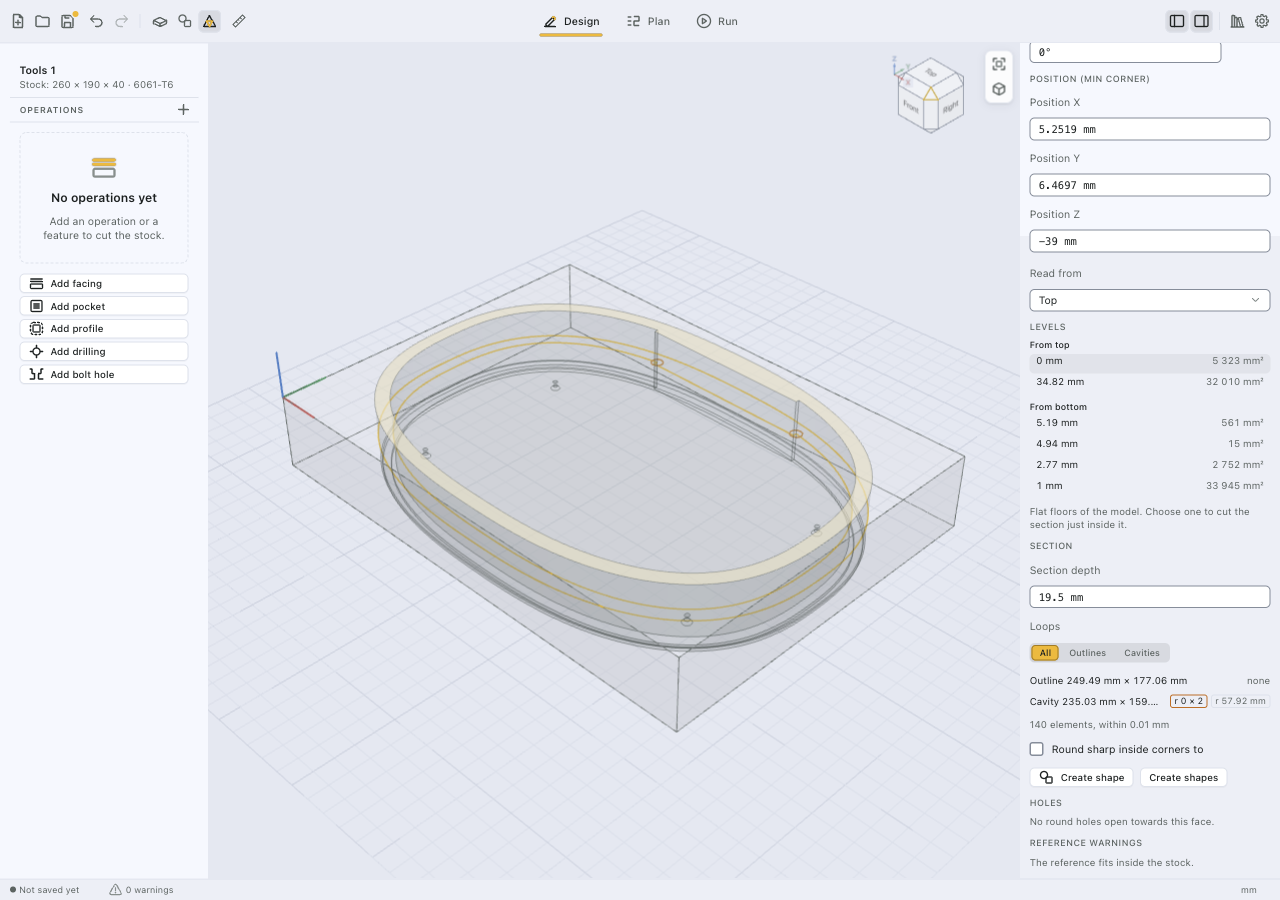 Design
Plan
Run
Tools 1
Stock: 260 × 190 × 40 · 6061-T6
OPERATIONS
No operations yet
Add an operation or a
feature to cut the stock.
Add facing
Add pocket
Add profile
Add drilling
Add bolt hole
Top
Front
Right
0°
POSITION (MIN CORNER)
Position X
5.2519 mm
Position Y
6.4697 mm
Position Z
−39 mm
Read from
Top
LEVELS
From top
0 mm 5 323 mm²
34.82 mm 32 010 mm²
From bottom
5.19 mm 561 mm²
4.94 mm 15 mm²
2.77 mm 2 752 mm²
1 mm 33 945 mm²
Flat floors of the model. Choose one to cut the
section just inside it.
SECTION
Section depth
19.5 mm
Loops
All Outlines Cavities
Outline 249.49 mm × 177.06 mm none
Cavity 235.03 mm × 159.… r 0 × 2 r 57.92 mm
140 elements, within 0.01 mm
Round sharp inside corners to
Create shape Create shapes
HOLES
No round holes open towards this face.
REFERENCE WARNINGS
The reference fits inside the stock.
Not saved yet
0 warnings
mm